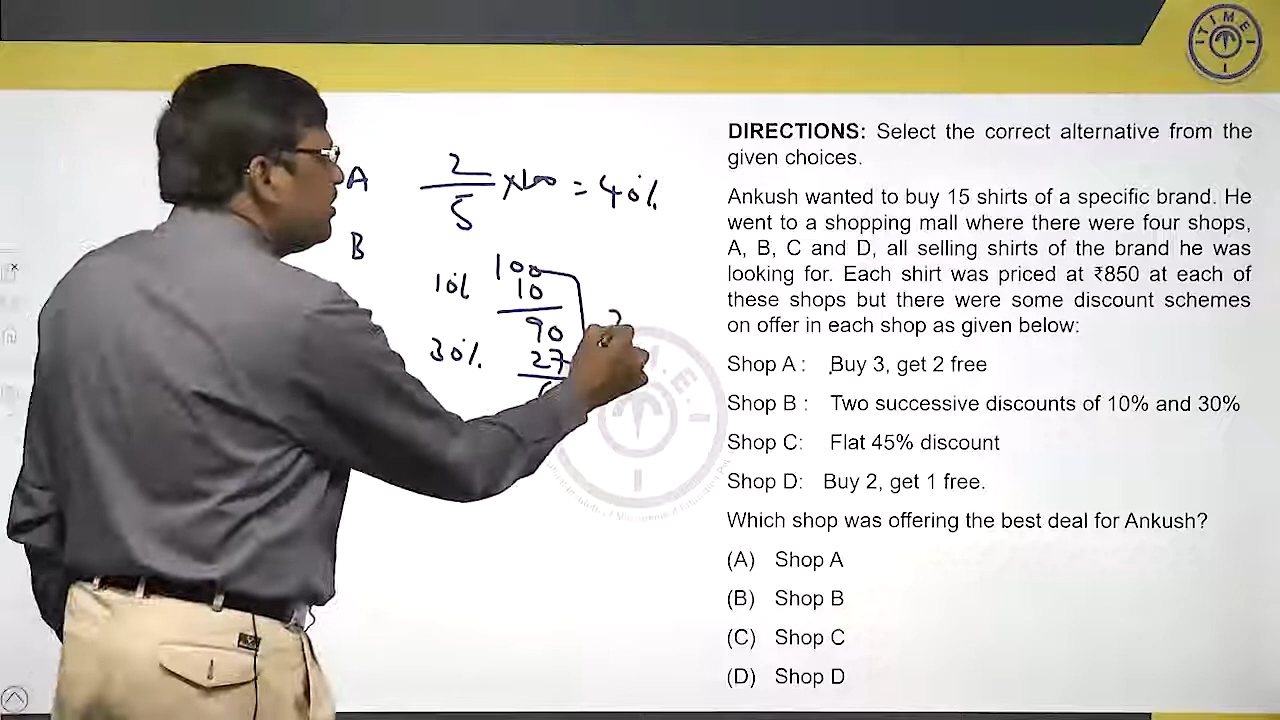 TIME
DIRECTIONS: Select the correct alternative from the
given choices.
Ankush wanted to buy 15 shirts of a specific brand. He
went to a shopping mall where there were four shops,
A, B, C and D, all selling shirts of the brand he was
looking for. Each shirt was priced at ₹850 at each of
these shops but there were some discount schemes
on offer in each shop as given below:
Shop A : Buy 3, get 2 free
Shop B : Two successive discounts of 10% and 30%
Shop C: Flat 45% discount
Shop D: Buy 2, get 1 free.
Which shop was offering the best deal for Ankush?
(A) Shop A
(B) Shop B
(C) Shop C
(D) Shop D
A 2/5 ×100 = 40%
B
100
10% 10
90
30% 27